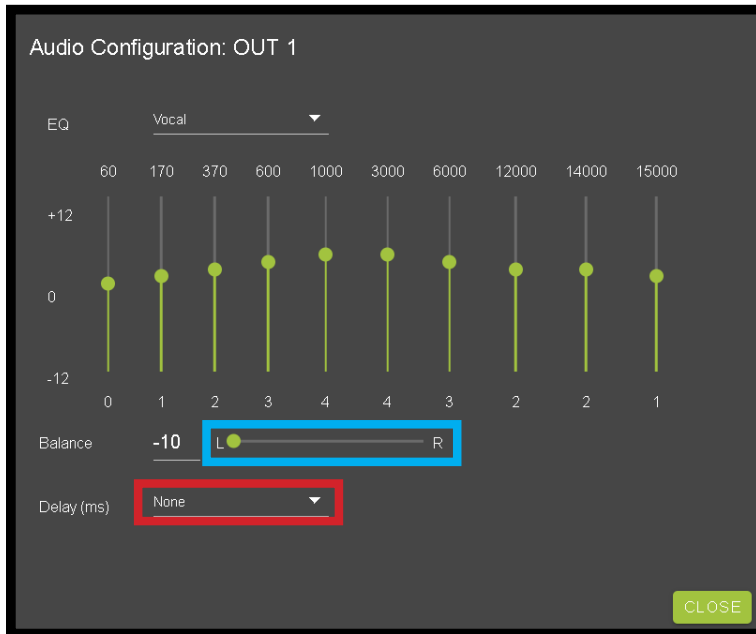 Audio Configuration: OUT 1
EQ Vocal
60 170 370 600 1000 3000 6000 12000 14000 15000
+12
0
-12
0 1 2 3 4 4 3 2 2 1
Balance -10 L R
Delay (ms) None
CLOSE